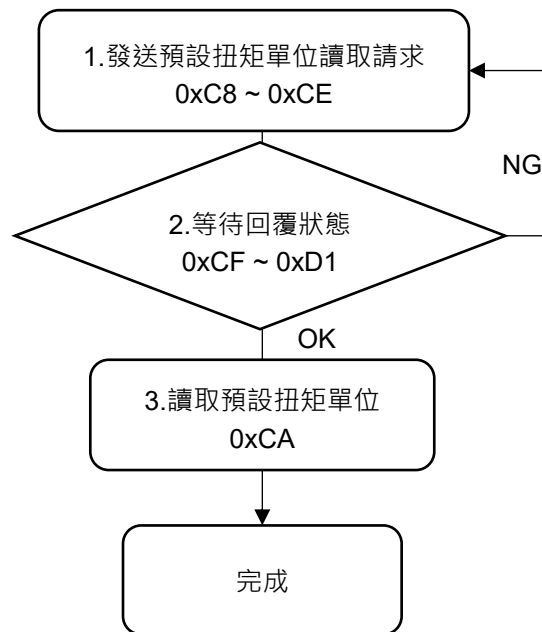 1.發送預設扭矩單位讀取請求
0xC8 ~ 0xCE
NG
2.等待回覆狀態
0xCF ~ 0xD1
OK
3.讀取預設扭矩單位
0xCA
完成